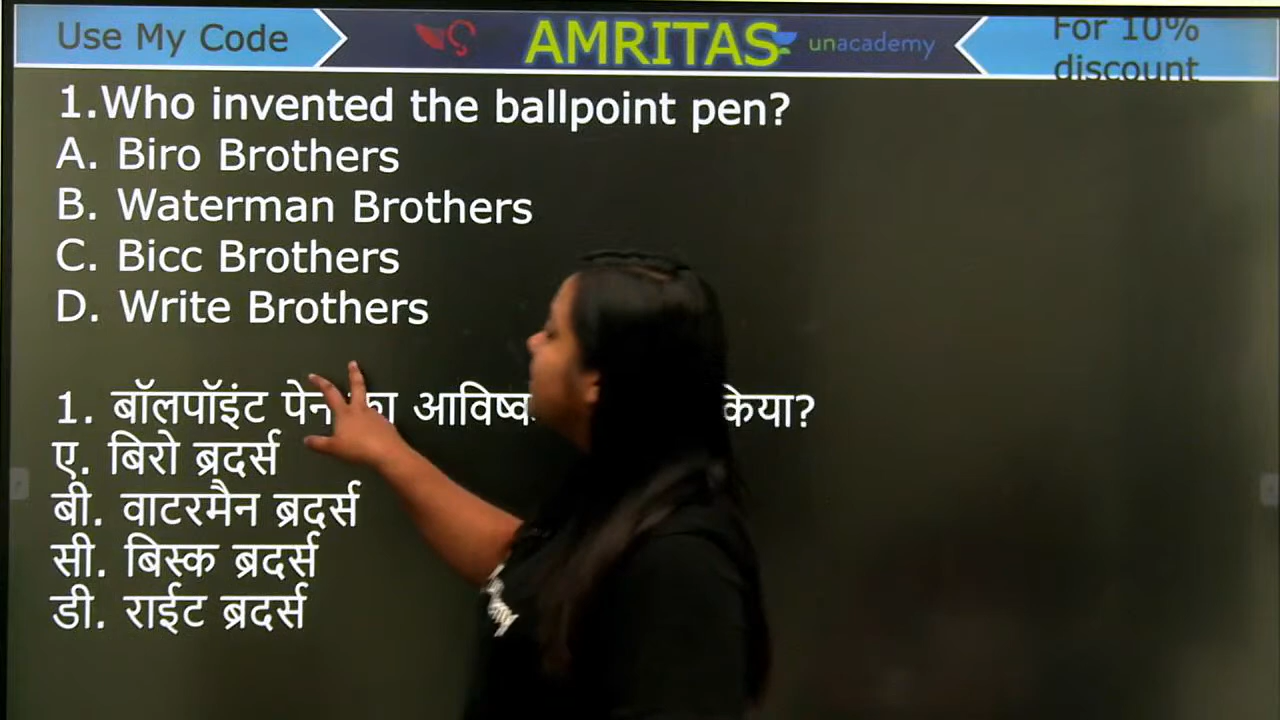 Use My Code
AMRITAS
unacademy
For 10%
discount
1.Who invented the ballpoint pen?
A. Biro Brothers
B. Waterman Brothers
C. Bicc Brothers
D. Write Brothers
1. बॉलपॉइंट पेन का किया?
ए. बिरो ब्रदर्स
बी. वाटरमैन ब्रदर्स
सी. बिस्क ब्रदर्स
डी. राईट ब्रदर्स